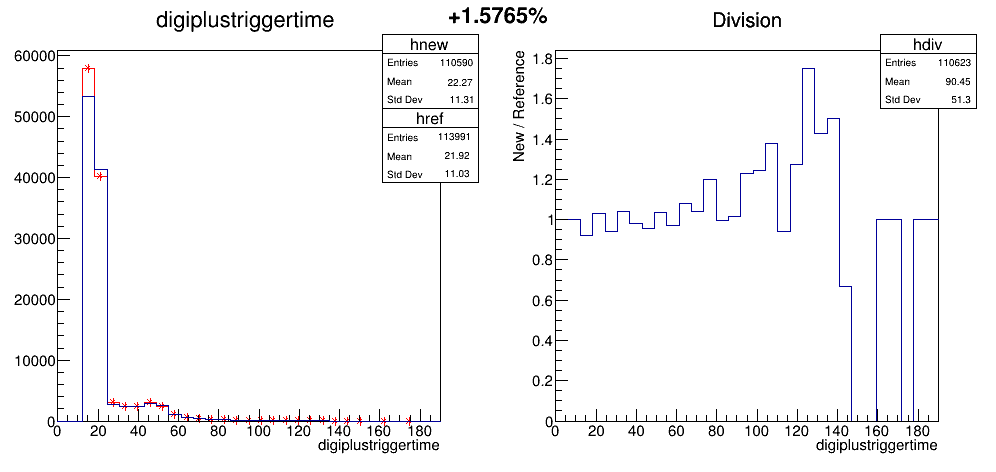 digiplustriggertime
+1.5765%
Division
hnew
Entries 110590
Mean 22.27
Std Dev 11.31
href
Entries 113991
Mean 21.92
Std Dev 11.03
60000
50000
40000
30000
20000
10000
0
0 20 40 60 80 100 120 140 160 180
digiplustriggertime
hdiv
Entries 110623
Mean 90.45
Std Dev 51.3
New / Reference
1.8
1.6
1.4
1.2
1
0.8
0.6
0.4
0.2
0
0 20 40 60 80 100 120 140 160 180
digiplustriggertime